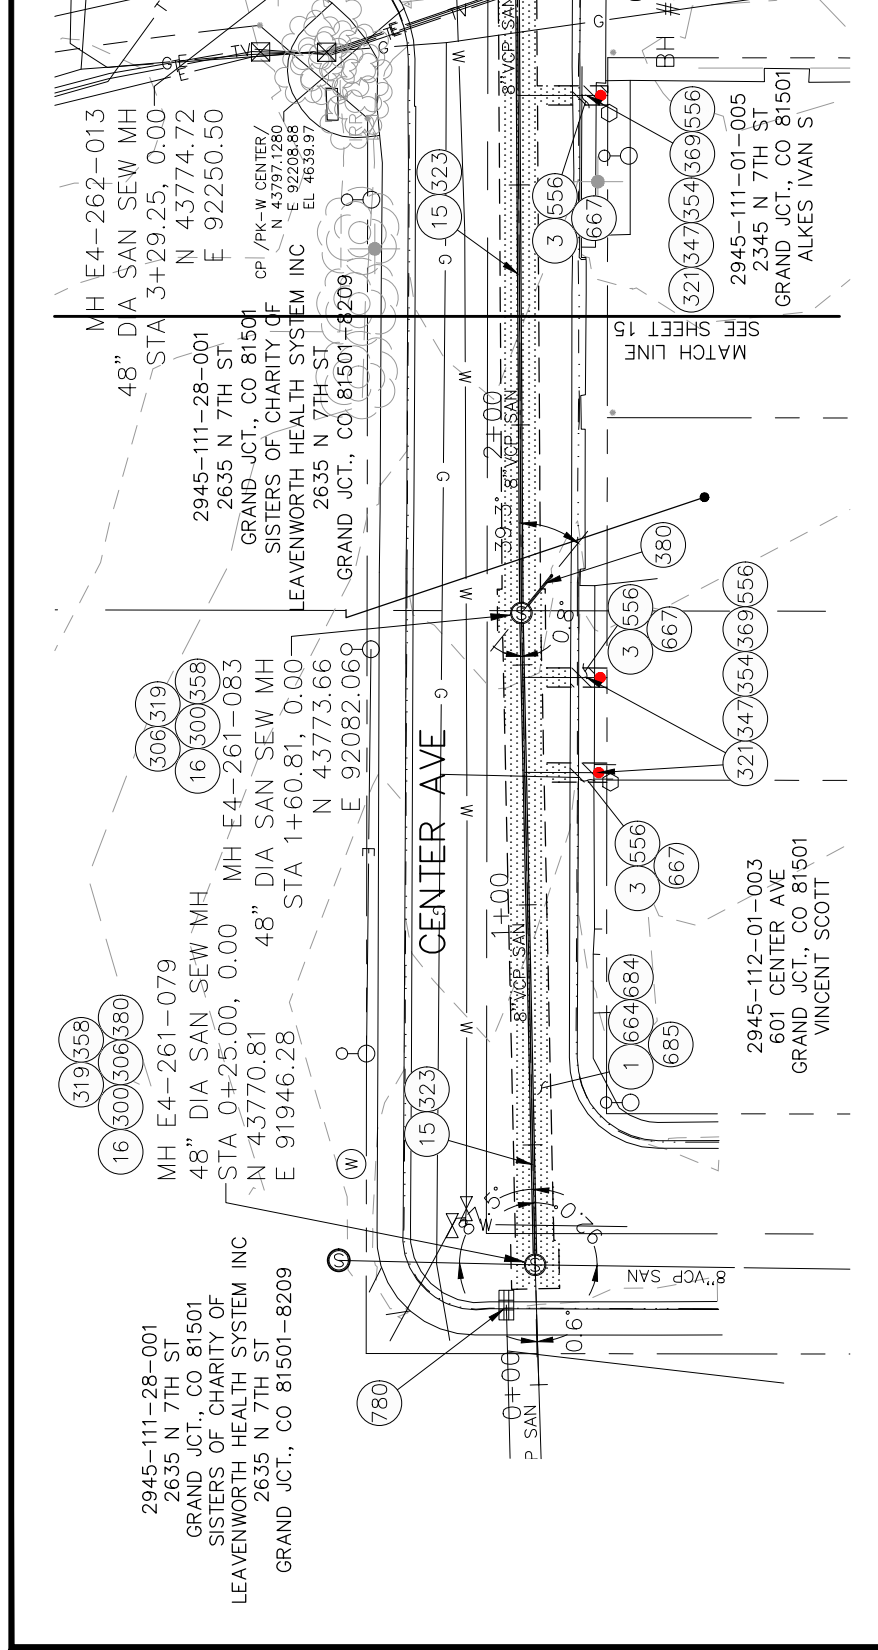 MH E4-262-013
48" DIA SAN SEW MH
STA 3+29.25, 0.00
N 43774.72
E 92250.50
CP /PK-W CENTER/
N 43797.1280
E 92208.88
EL 4639.97
2945-111-28-001
2635 N 7TH ST
GRAND JCT., CO 81501
SISTERS OF CHARITY OF
LEAVENWORTH HEALTH SYSTEM INC
2635 N 7TH ST
GRAND JCT., CO 81501-8209
306 319
16 300 358
MH E4-261-083
48" DIA SAN SEW MH
STA 1+60.81, 0.00
N 43773.66
E 92082.06
319 358
16 300 306 380
MH E4-261-079
48" DIA SAN SEW MH
STA 0+25.00, 0.00
N 43770.81
E 91946.28
2945-111-28-001
2635 N 7TH ST
GRAND JCT., CO 81501
SISTERS OF CHARITY OF
LEAVENWORTH HEALTH SYSTEM INC
2635 N 7TH ST
GRAND JCT., CO 81501-8209
CENTER AVE
15 323
15 323
780
0+00
1+00
2+00
8"VCP SAN
8"VCP SAN
8"VCP SAN
8"VCP SAN
P SAN
39.3°
0.8°
0.6°
380
3 556
667
3 556
667
3 556
667
1 664 684
685
321 347 354 369 556
321 347 354 369 556
2945-111-01-005
2345 N 7TH ST
GRAND JCT., CO 81501
ALKES IVAN S
MATCH LINE
SEE SHEET 15
2945-112-01-003
601 CENTER AVE
GRAND JCT., CO 81501
VINCENT SCOTT
BH #
TV
G
G
G
G
G
W
W
W
W
W
W
E
E
S
S
S